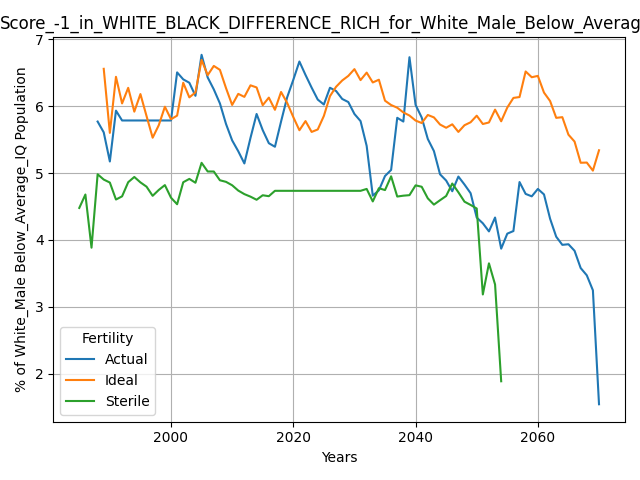 Score_-1_in_WHITE_BLACK_DIFFERENCE_RICH_for_White_Male_Below_Averag
% of White_Male Below_Average_IQ Population
7
6
5
4
3
2
Fertility
Actual
Ideal
Sterile
2000 2020 2040 2060
Years